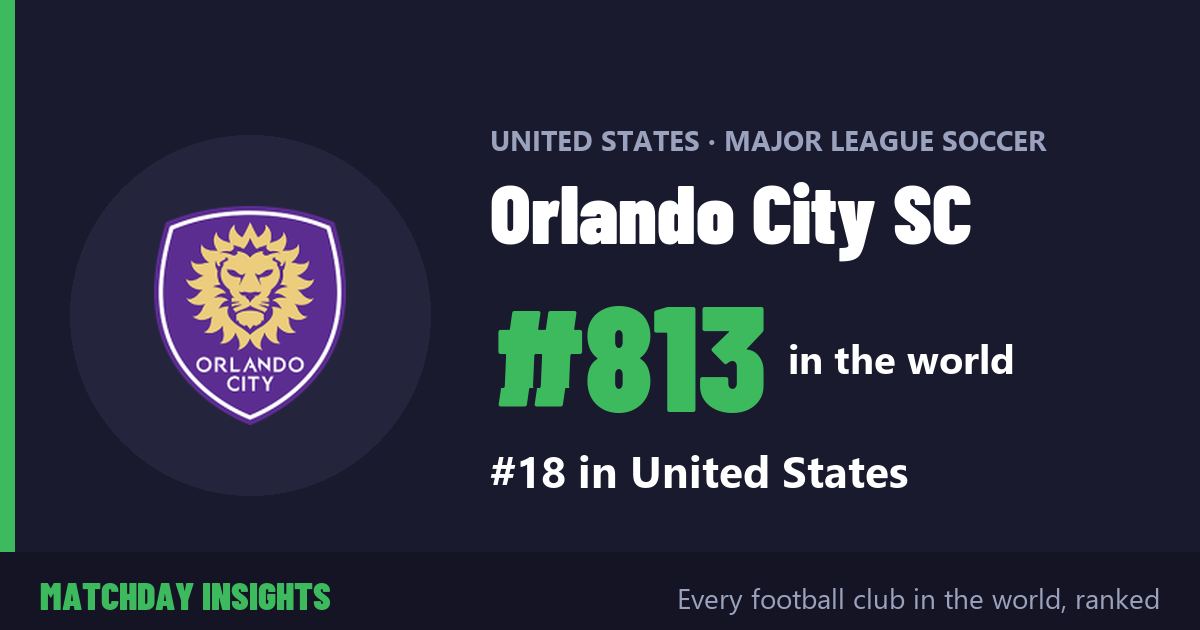 UNITED STATES · MAJOR LEAGUE SOCCER
Orlando City SC
#813 in the world
#18 in United States
ORLANDO
CITY
MATCHDAY INSIGHTS
Every football club in the world, ranked